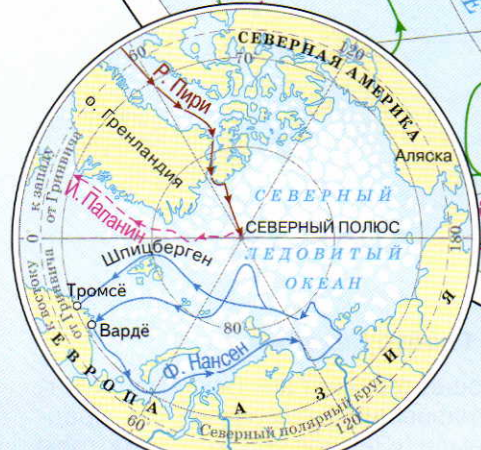 СЕВЕРНАЯ АМЕРИКА
60
120
70
Р. Пири
о. Гренландия
Аляска
к западу
от Гринвича
И. Папанин
СЕВЕРНЫЙ
СЕВЕРНЫЙ ПОЛЮС
0
180
Шпицберген
ЛЕДОВИТЫЙ
ОКЕАН
к востоку
от Гринвича
Тромсё
Вардё
80
Ф. Нансен
ЕВРОПА
АЗИЯ
Северный полярный круг
60
120